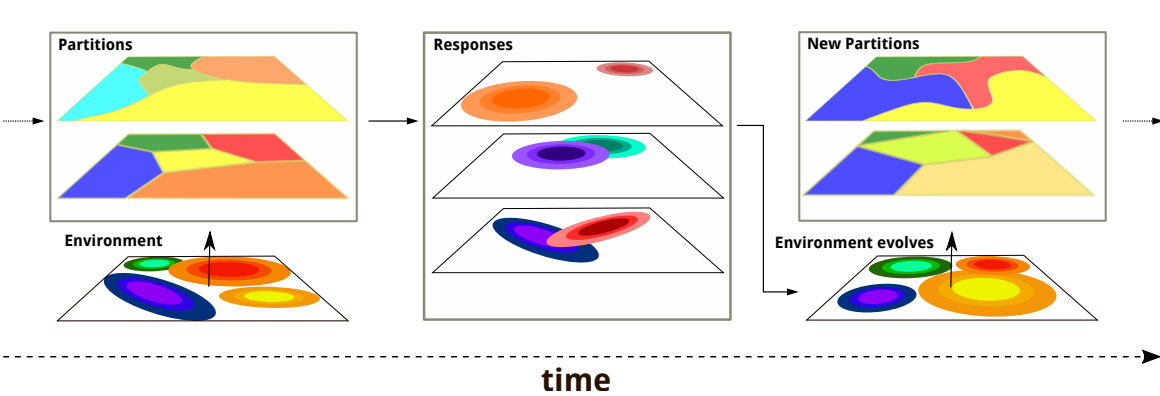 Partitions
Responses
New Partitions
Environment
Environment evolves
time